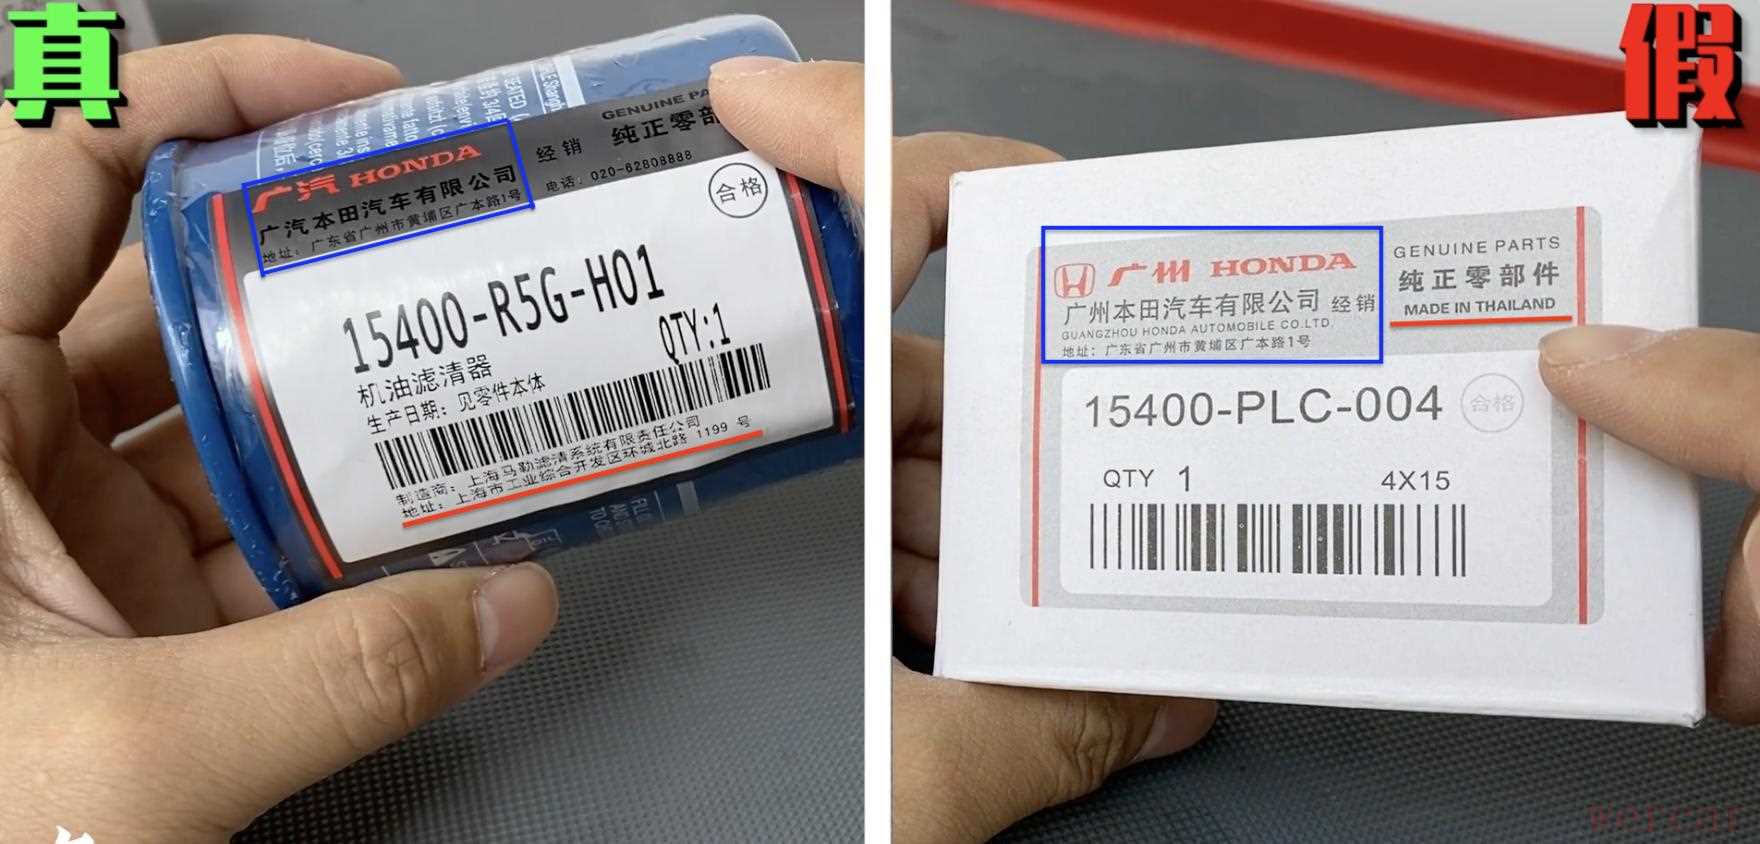 真
广汽 HONDA
广汽本田汽车有限公司
经销
地址：广东省广州市黄埔区广本路1号
GENUINE PA
纯正零部
电话：020-62808888
合格
15400-R5G-H01
QTY:1
机油滤清器
生产日期：见零件本体
制造商：上海马勒滤清系统有限责任公司
地址：上海市工业综合开发区环城北路 1199 号
假
广州 HONDA
广州本田汽车有限公司 经销
GUANGZHOU HONDA AUTOMOBILE CO.LTD.
地址：广东省广州市黄埔区广本路1号
GENUINE PARTS
纯正零部件
MADE IN THAILAND
15400-PLC-004
合格
QTY 1
4X15
wercar